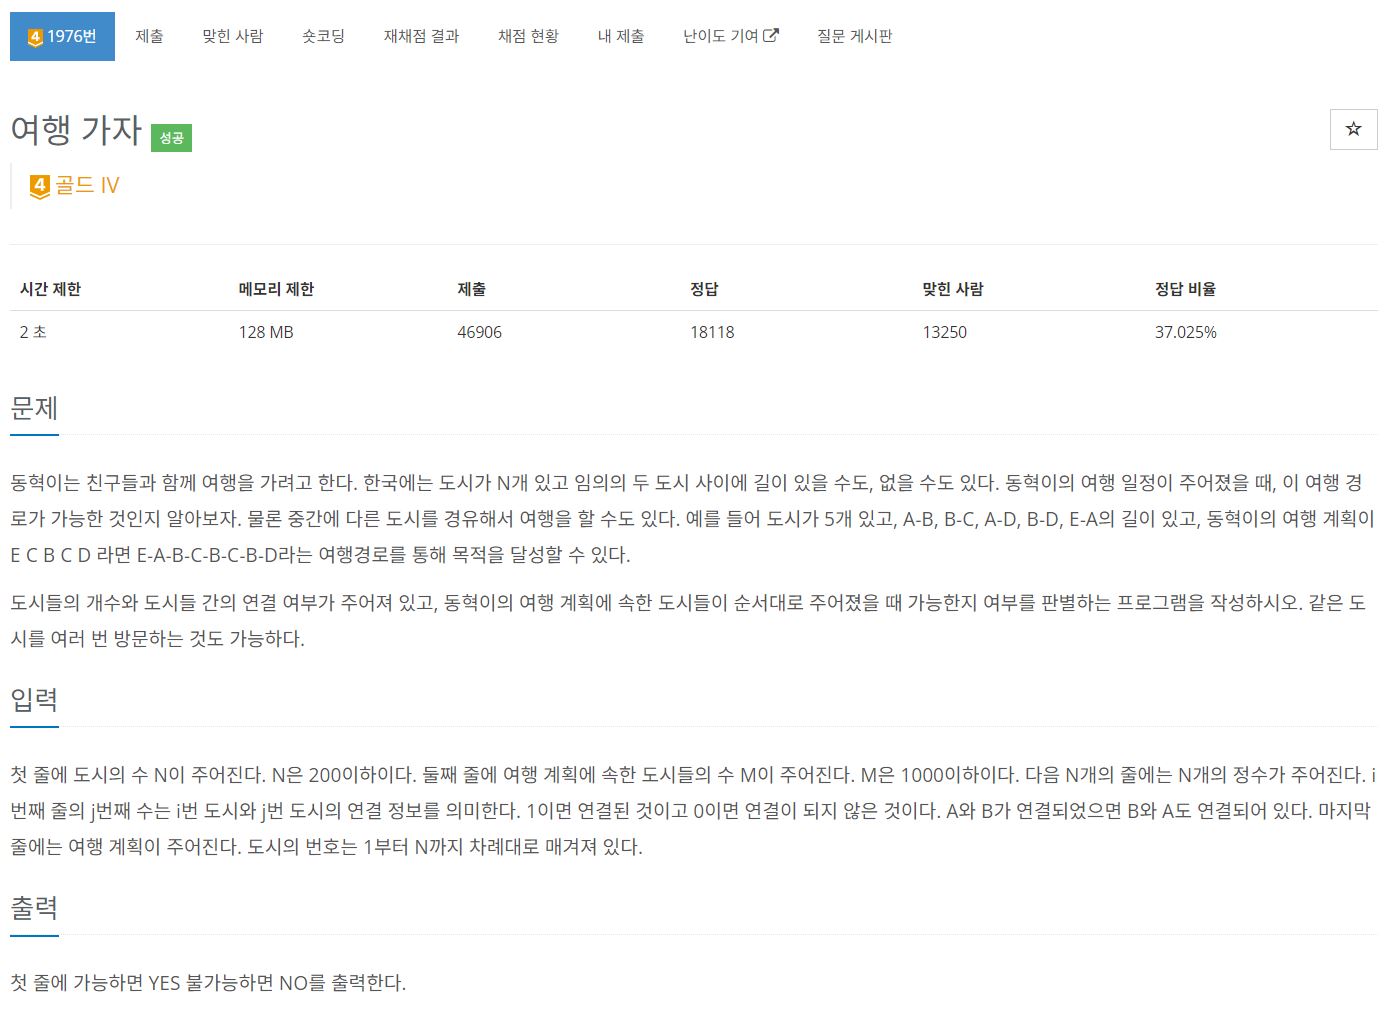 4 1976번 제출 맞힌 사람 숏코딩 재채점 결과 채점 현황 내 제출 난이도 기여 질문 게시판
여행 가자 성공
4 골드 IV
시간 제한 메모리 제한 제출 정답 맞힌 사람 정답 비율
2 초 128 MB 46906 18118 13250 37.025%
문제
동혁이는 친구들과 함께 여행을 가려고 한다. 한국에는 도시가 N개 있고 임의의 두 도시 사이에 길이 있을 수도, 없을 수도 있다. 동혁이의 여행 일정이 주어졌을 때, 이 여행 경
로가 가능한 것인지 알아보자. 물론 중간에 다른 도시를 경유해서 여행을 할 수도 있다. 예를 들어 도시가 5개 있고, A-B, B-C, A-D, B-D, E-A의 길이 있고, 동혁이의 여행 계획이
E C B C D 라면 E-A-B-C-B-C-B-D라는 여행경로를 통해 목적을 달성할 수 있다.
도시들의 개수와 도시들 간의 연결 여부가 주어져 있고, 동혁이의 여행 계획에 속한 도시들이 순서대로 주어졌을 때 가능한지 여부를 판별하는 프로그램을 작성하시오. 같은 도
시를 여러 번 방문하는 것도 가능하다.
입력
첫 줄에 도시의 수 N이 주어진다. N은 200이하이다. 둘째 줄에 여행 계획에 속한 도시들의 수 M이 주어진다. M은 1000이하이다. 다음 N개의 줄에는 N개의 정수가 주어진다. i
번째 줄의 j번째 수는 i번 도시와 j번 도시의 연결 정보를 의미한다. 1이면 연결된 것이고 0이면 연결이 되지 않은 것이다. A와 B가 연결되었으면 B와 A도 연결되어 있다. 마지막
줄에는 여행 계획이 주어진다. 도시의 번호는 1부터 N까지 차례대로 매겨져 있다.
출력
첫 줄에 가능하면 YES 불가능하면 NO를 출력한다.